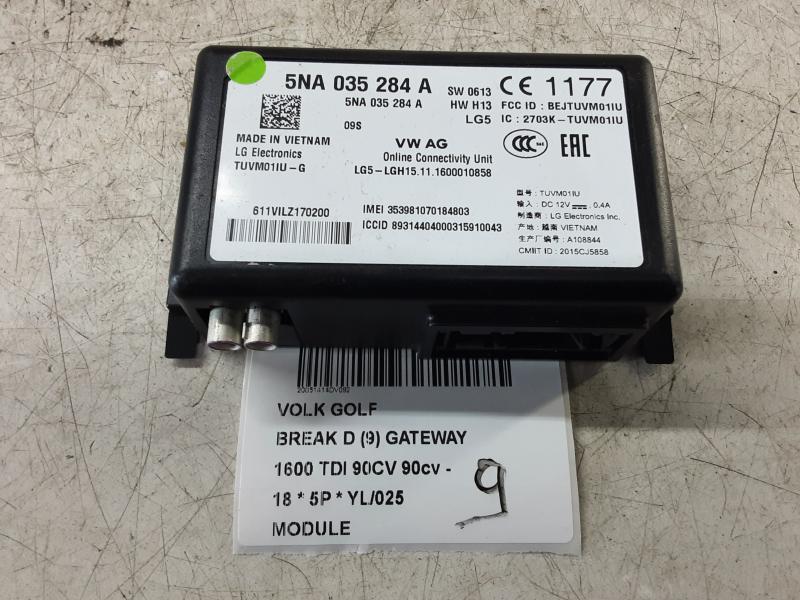 5NA 035 284 A
5NA 035 284 A
09S
SW 0613
HW H13
LG5
CE 1177
FCC ID : BEJTUVM01IU
IC : 2703K-TUVM01IU
MADE IN VIETNAM
LG Electronics
TUVM01IU-G
VW AG
Online Connectivity Unit
LG5-LGH15.11.1600010858
CCC
EAC
611VILZ170200
IMEI 353981070184803
ICCID 89314404000315910043
型号: TUVM01IU
输入: DC 12V 0.4A
制造商: LG Electronics Inc.
产地: 越南 VIETNAM
生产厂编号: A108844
CMIIT ID : 2015CJ5858
20051414DV092
VOLK GOLF
BREAK D (9) GATEWAY
1600 TDI 90ICV 90cv -
18 * 5P * YL/025
MODULE
9